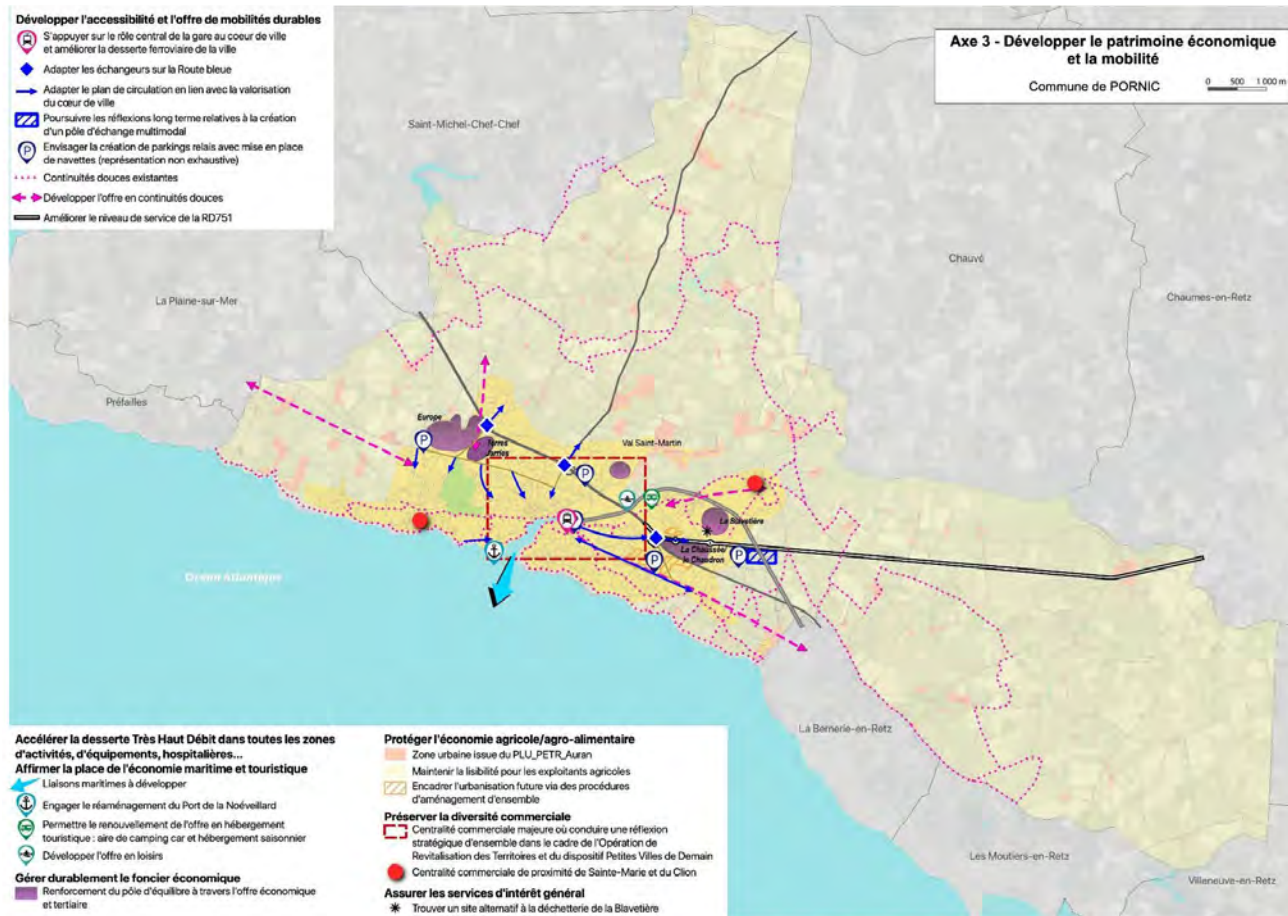 Développer l'accessibilité et l'offre de mobilités durables
S'appuyer sur le rôle central de la gare au coeur de ville
et améliorer la desserte ferroviaire de la ville
Adapter les échangeurs sur la Route bleue
Adapter le plan de circulation en lien avec la valorisation
du cœur de ville
Poursuivre les réflexions long terme relatives à la création
d'un pôle d'échange multimodal
P
Envisager la création de parkings relais avec mise en place
de navettes (représentation non exhaustive)
Continuités douces existantes
Développer l'offre en continuités douces
Améliorer le niveau de service de la RD751
Axe 3 - Développer le patrimoine économique
et la mobilité
Commune de PORNIC
0 500 1 000 m
Saint-Michel-Chef-Chef
Chauvé
Chaumes-en-Retz
La Plaine-sur-Mer
Préfailles
Europe
P
Terres
Jarries
Val Saint-Martin
P
La Blavetière
La Chaussée/
le Chaudron
P
P
Océan Atlantique
La Bernerie-en-Retz
Les Moutiers-en-Retz
Villeneuve-en-Retz
Accélérer la desserte Très Haut Débit dans toutes les zones
d'activités, d'équipements, hospitalières...
Affirmer la place de l'économie maritime et touristique
Liaisons maritimes à développer
Engager le réaménagement du Port de la Noéveillard
Permettre le renouvellement de l'offre en hébergement
touristique : aire de camping car et hébergement saisonnier
Développer l'offre en loisirs
Gérer durablement le foncier économique
Renforcement du pôle d'équilibre à travers l'offre économique
et tertiaire
Protéger l'économie agricole/agro-alimentaire
Zone urbaine issue du PLU_PETR_Auran
Maintenir la lisibilité pour les exploitants agricoles
Encadrer l'urbanisation future via des procédures
d'aménagement d'ensemble
Préserver la diversité commerciale
Centralité commerciale majeure où conduire une réflexion
stratégique d'ensemble dans le cadre de l'Opération de
Revitalisation des Territoires et du dispositif Petites Villes de Demain
Centralité commerciale de proximité de Sainte-Marie et du Clion
Assurer les services d'intérêt général
Trouver un site alternatif à la déchetterie de la Blavetière